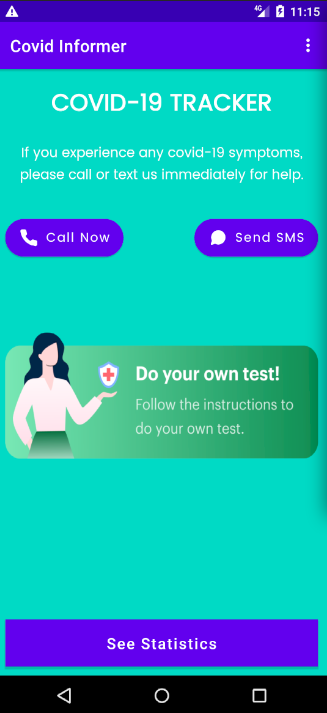 4G 11:15
Covid Informer
COVID-19 TRACKER
If you experience any covid-19 symptoms,
please call or text us immediately for help.
Call Now
Send SMS
Do your own test!
Follow the instructions to
do your own test.
See Statistics